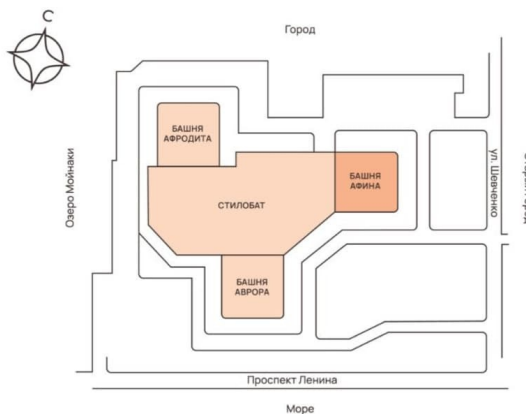 С
Город
БАШНЯ
АФРОДИТА
Озеро Мойнаки
СТИЛОБАТ
БАШНЯ
АФИНА
ул. Шевченко
БАШНЯ
АВРОРА
Проспект Ленина
Море